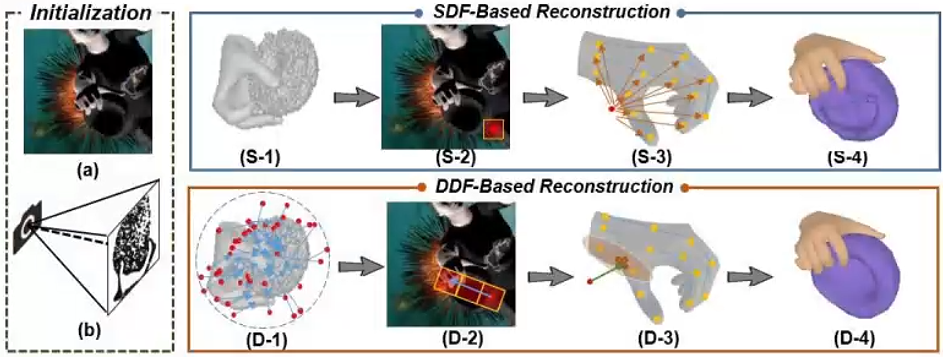 Initialization
(a)
(b)
SDF-Based Reconstruction
(S-1)
(S-2)
(S-3)
(S-4)
DDF-Based Reconstruction
(D-1)
(D-2)
(D-3)
(D-4)